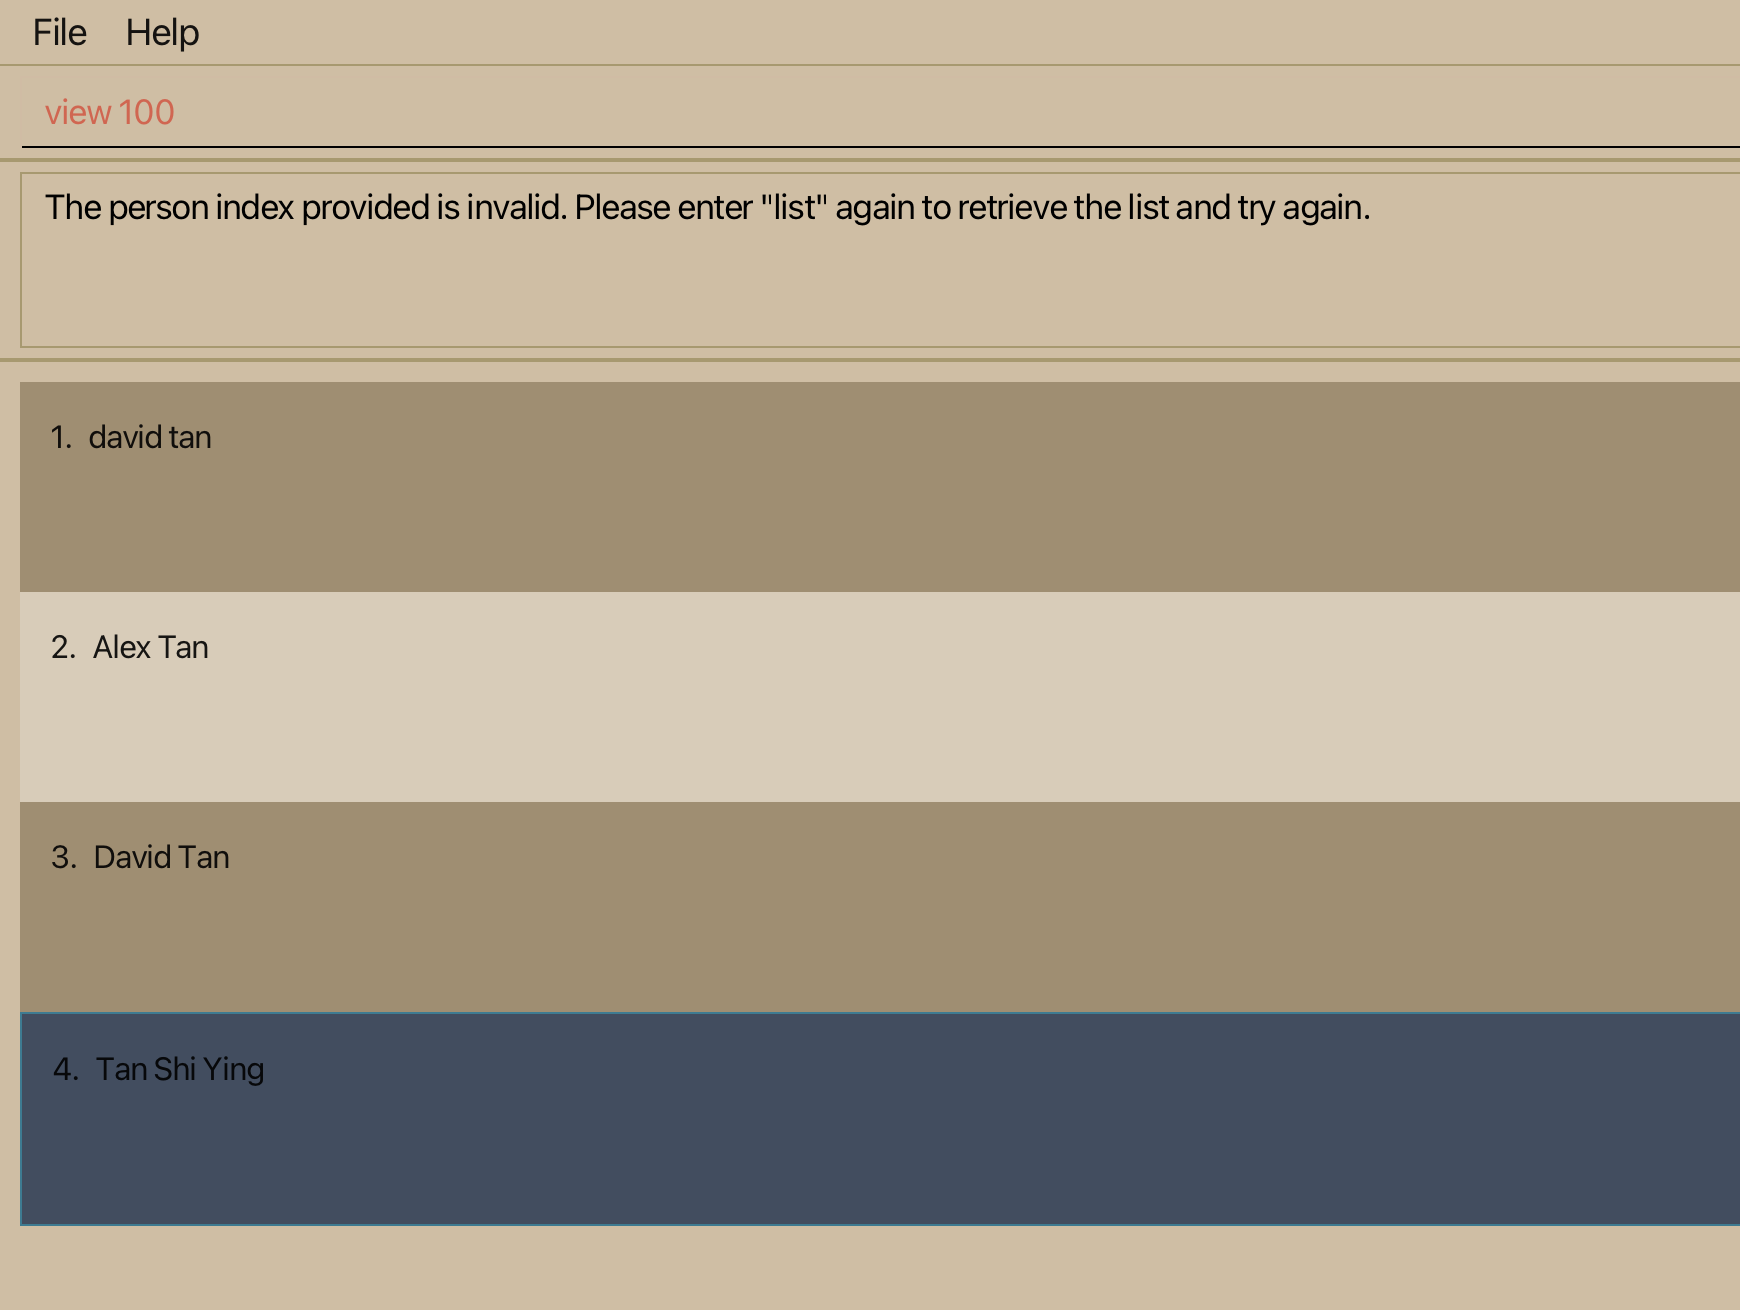 File Help
view 100
The person index provided is invalid. Please enter "list" again to retrieve the list and try again.
1. david tan
2. Alex Tan
3. David Tan
4. Tan Shi Ying